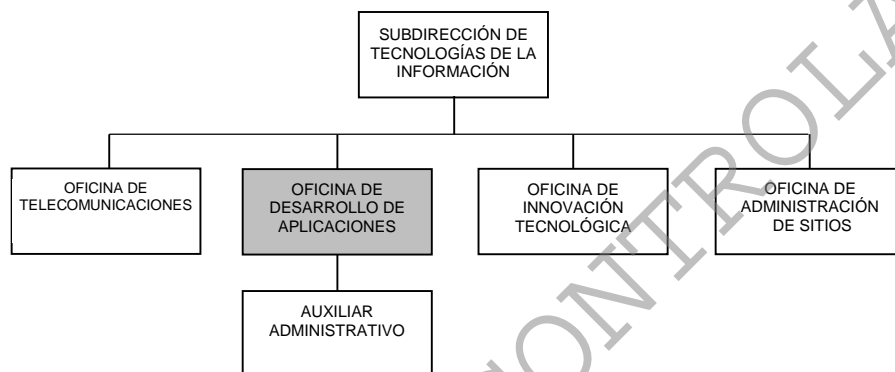 SUBDIRECCIÓN DE
TECNOLOGÍAS DE LA
INFORMACIÓN
OFICINA DE
TELECOMUNICACIONES
OFICINA DE
DESARROLLO DE
APLICACIONES
OFICINA DE
INNOVACIÓN
TECNOLÓGICA
OFICINA DE
ADMINISTRACIÓN
DE SITIOS
AUXILIAR
ADMINISTRATIVO
CONTROLA